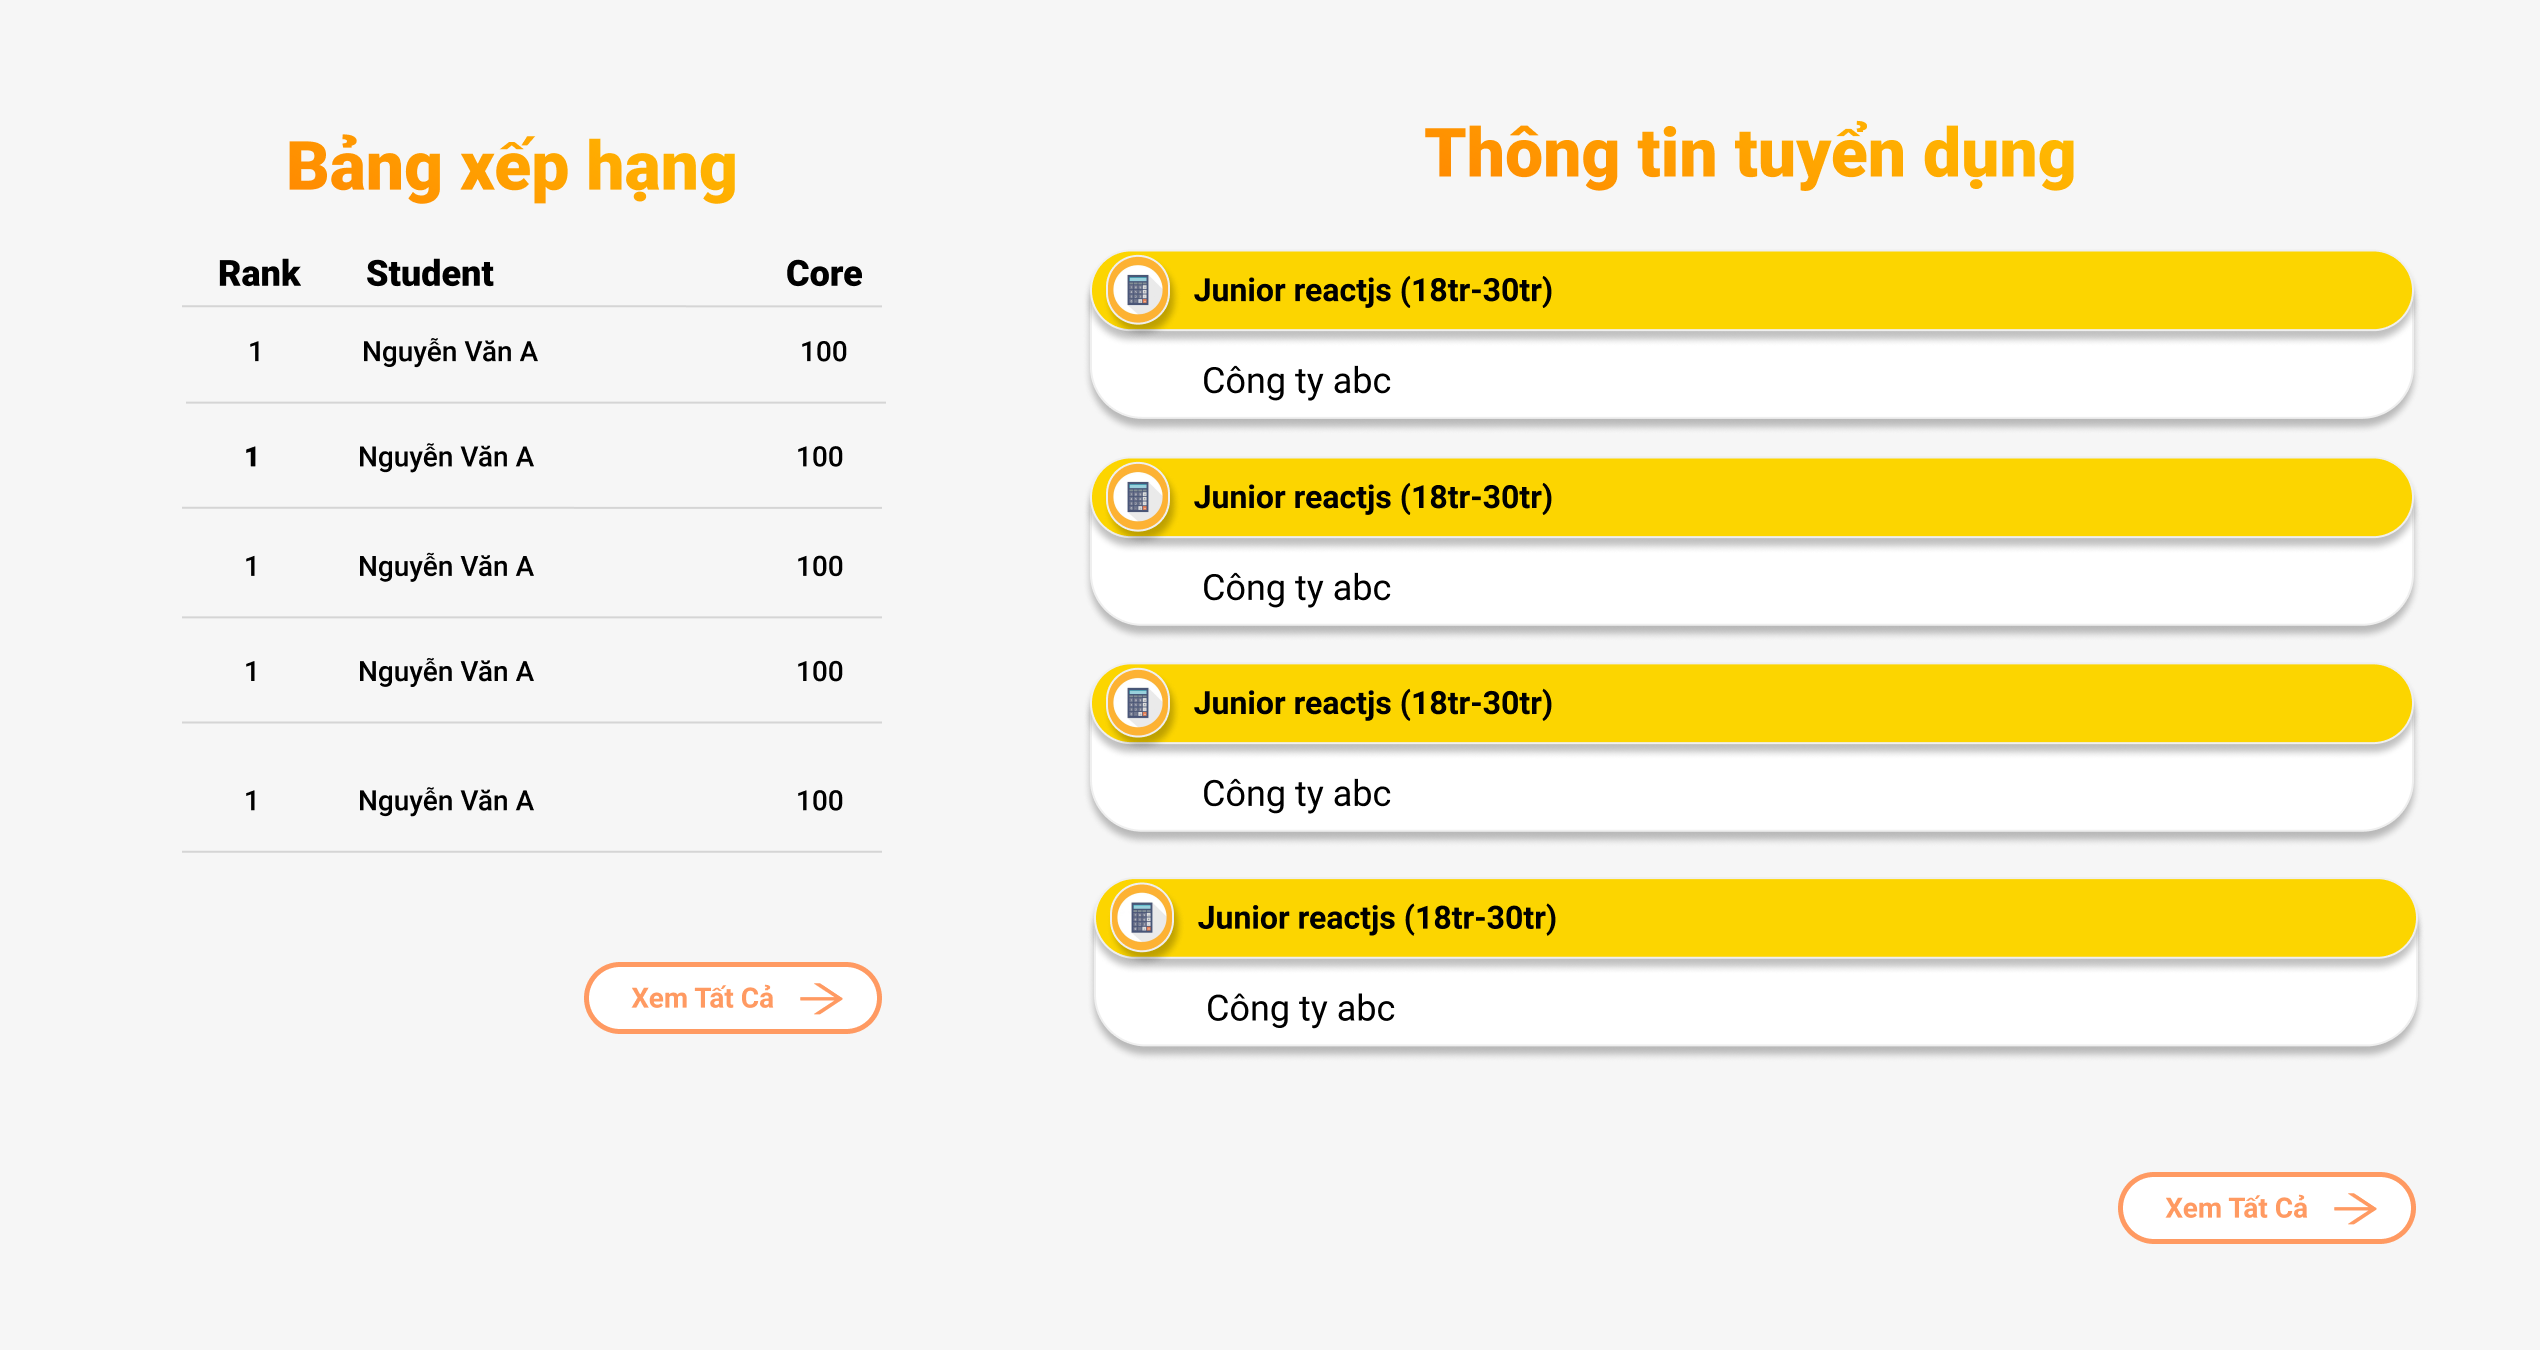 Bảng xếp hạng
Rank Student Core
1 Nguyễn Văn A 100
1 Nguyễn Văn A 100
1 Nguyễn Văn A 100
1 Nguyễn Văn A 100
1 Nguyễn Văn A 100
Xem Tất Cả
Thông tin tuyển dụng
Junior reactjs (18tr-30tr)
Công ty abc
Junior reactjs (18tr-30tr)
Công ty abc
Junior reactjs (18tr-30tr)
Công ty abc
Junior reactjs (18tr-30tr)
Công ty abc
Xem Tất Cả